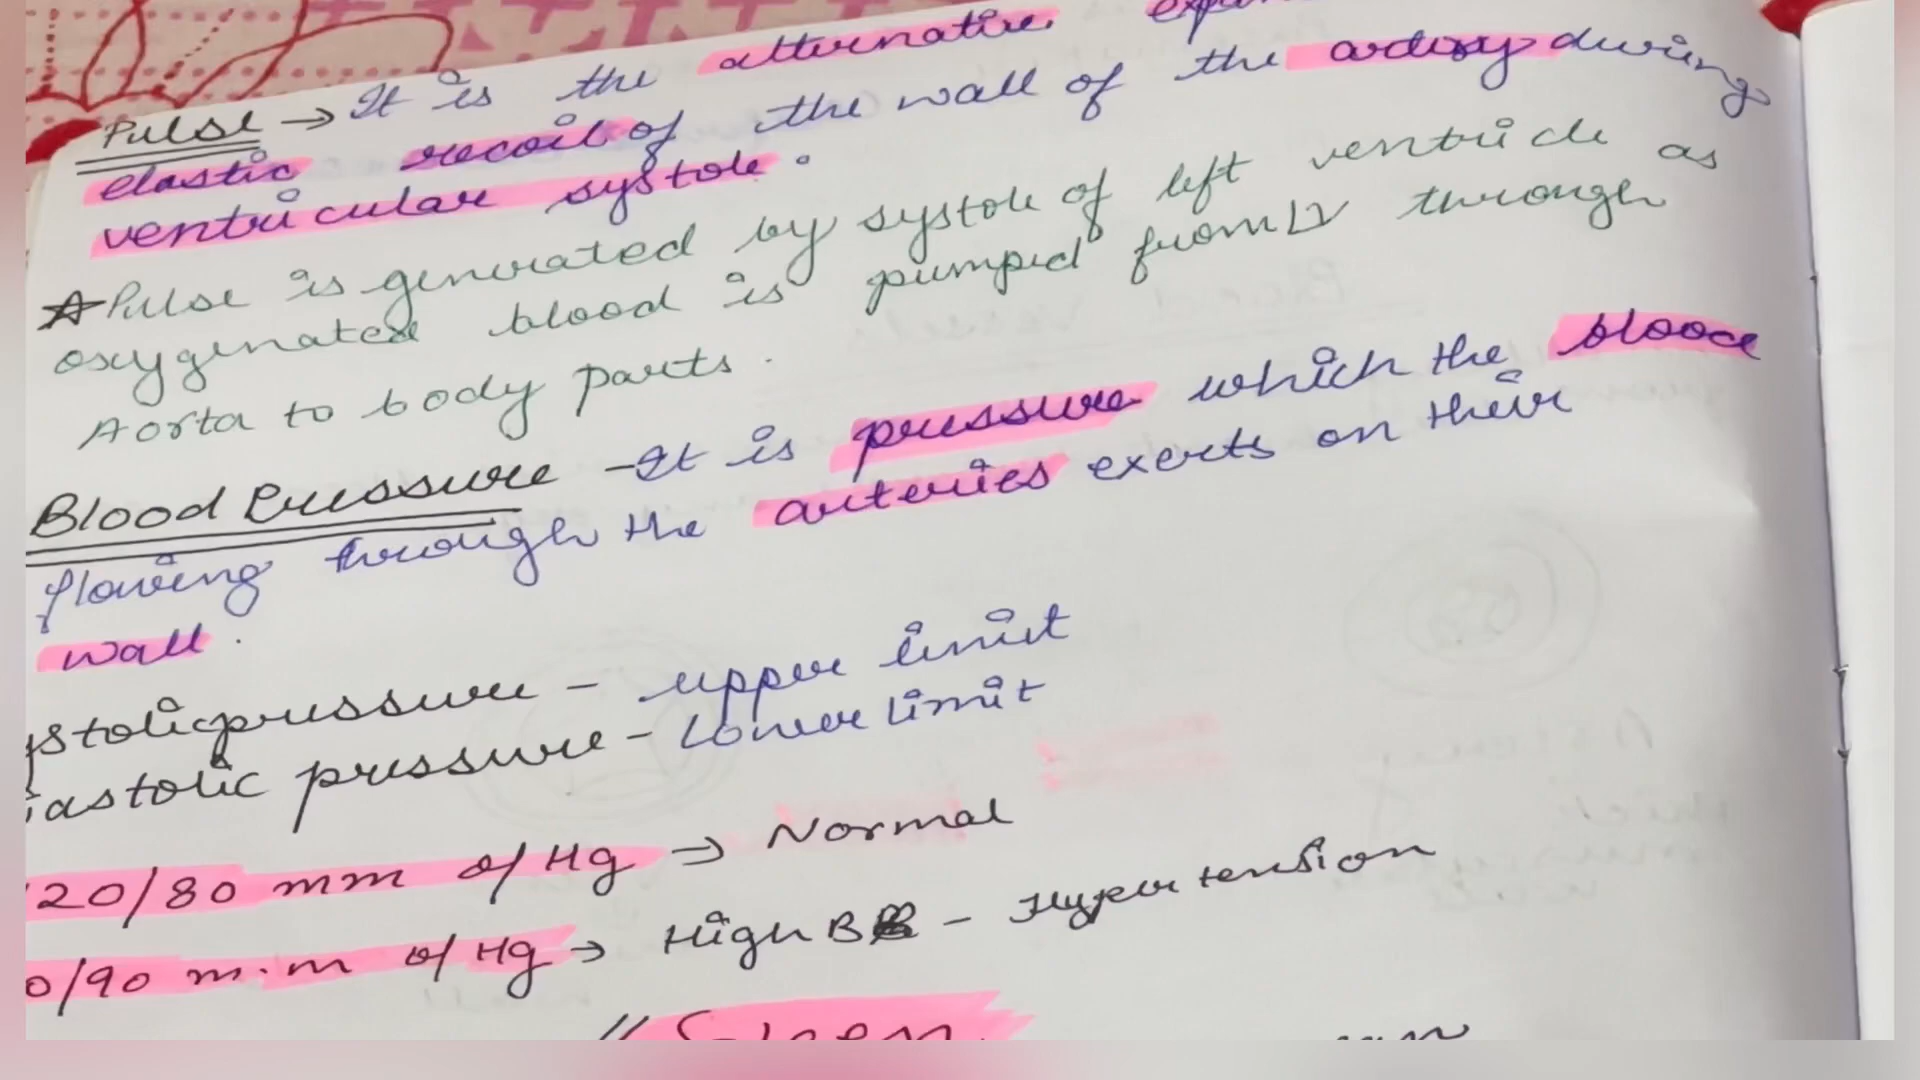 Pulse → It is the alternative
elastic recoil of the wall of the artery during
ventricular systole.
Pulse is generated by systole of left ventricle as
oxygenated blood is pumped from LV through
Aorta to body parts.
Blood Pressure - It is pressure which the blood
flowing through the arteries exerts on their
wall.
ystolic pressure - upper limit
iastolic pressure - Lower Limit
20/80 mm of Hg → Normal
0/90 m.m of Hg → High BP - Hypertension